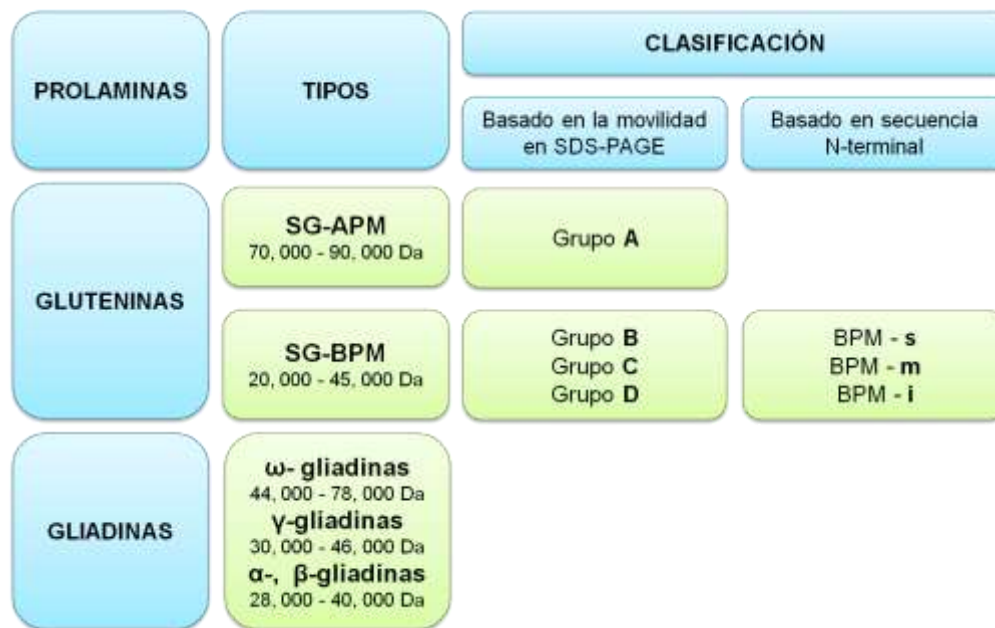 PROLAMINAS
TIPOS
CLASIFICACIÓN
Basado en la movilidad
en SDS-PAGE
Basado en secuencia
N-terminal
GLUTENINAS
SG-APM
70, 000 - 90, 000 Da
Grupo A
SG-BPM
20, 000 - 45, 000 Da
Grupo B
Grupo C
Grupo D
BPM - s
BPM - m
BPM - i
GLIADINAS
ω- gliadinas
44, 000 - 78, 000 Da
γ-gliadinas
30, 000 - 46, 000 Da
α-, β-gliadinas
28, 000 - 40, 000 Da